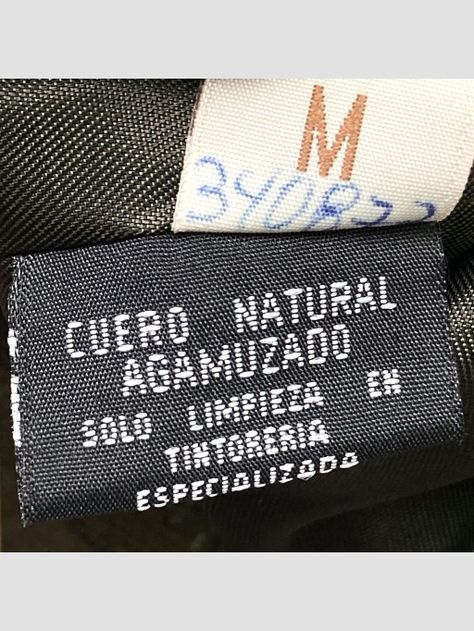 M
CUERO NATURAL
AGAMUZADO
SOLO LIMPIEZA EN
TINTORERIA
ESPECIALIZADA